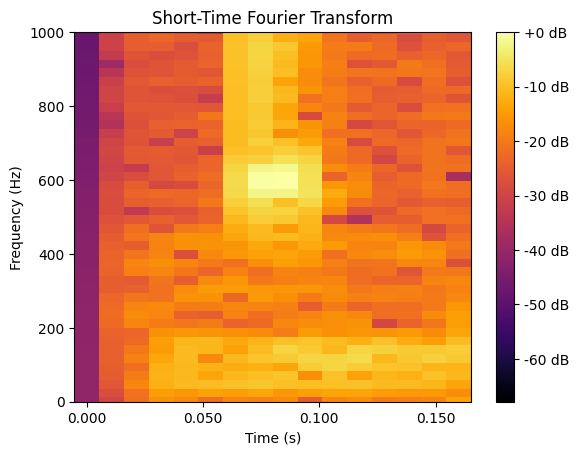 Short-Time Fourier Transform
1000
800
600
400
200
0
Frequency (Hz)
0.000
0.050
0.100
0.150
Time (s)
+0 dB
-10 dB
-20 dB
-30 dB
-40 dB
-50 dB
-60 dB